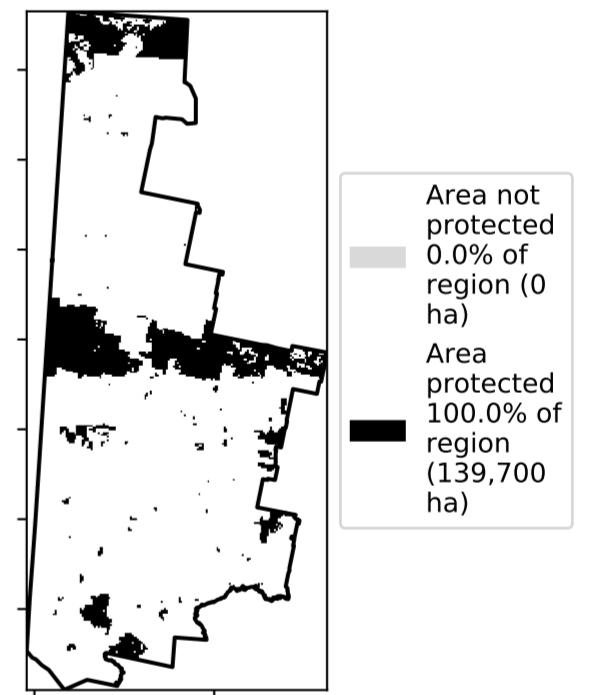 Area not
protected
0.0% of
region (0
ha)
Area
protected
100.0% of
region
(139,700
ha)